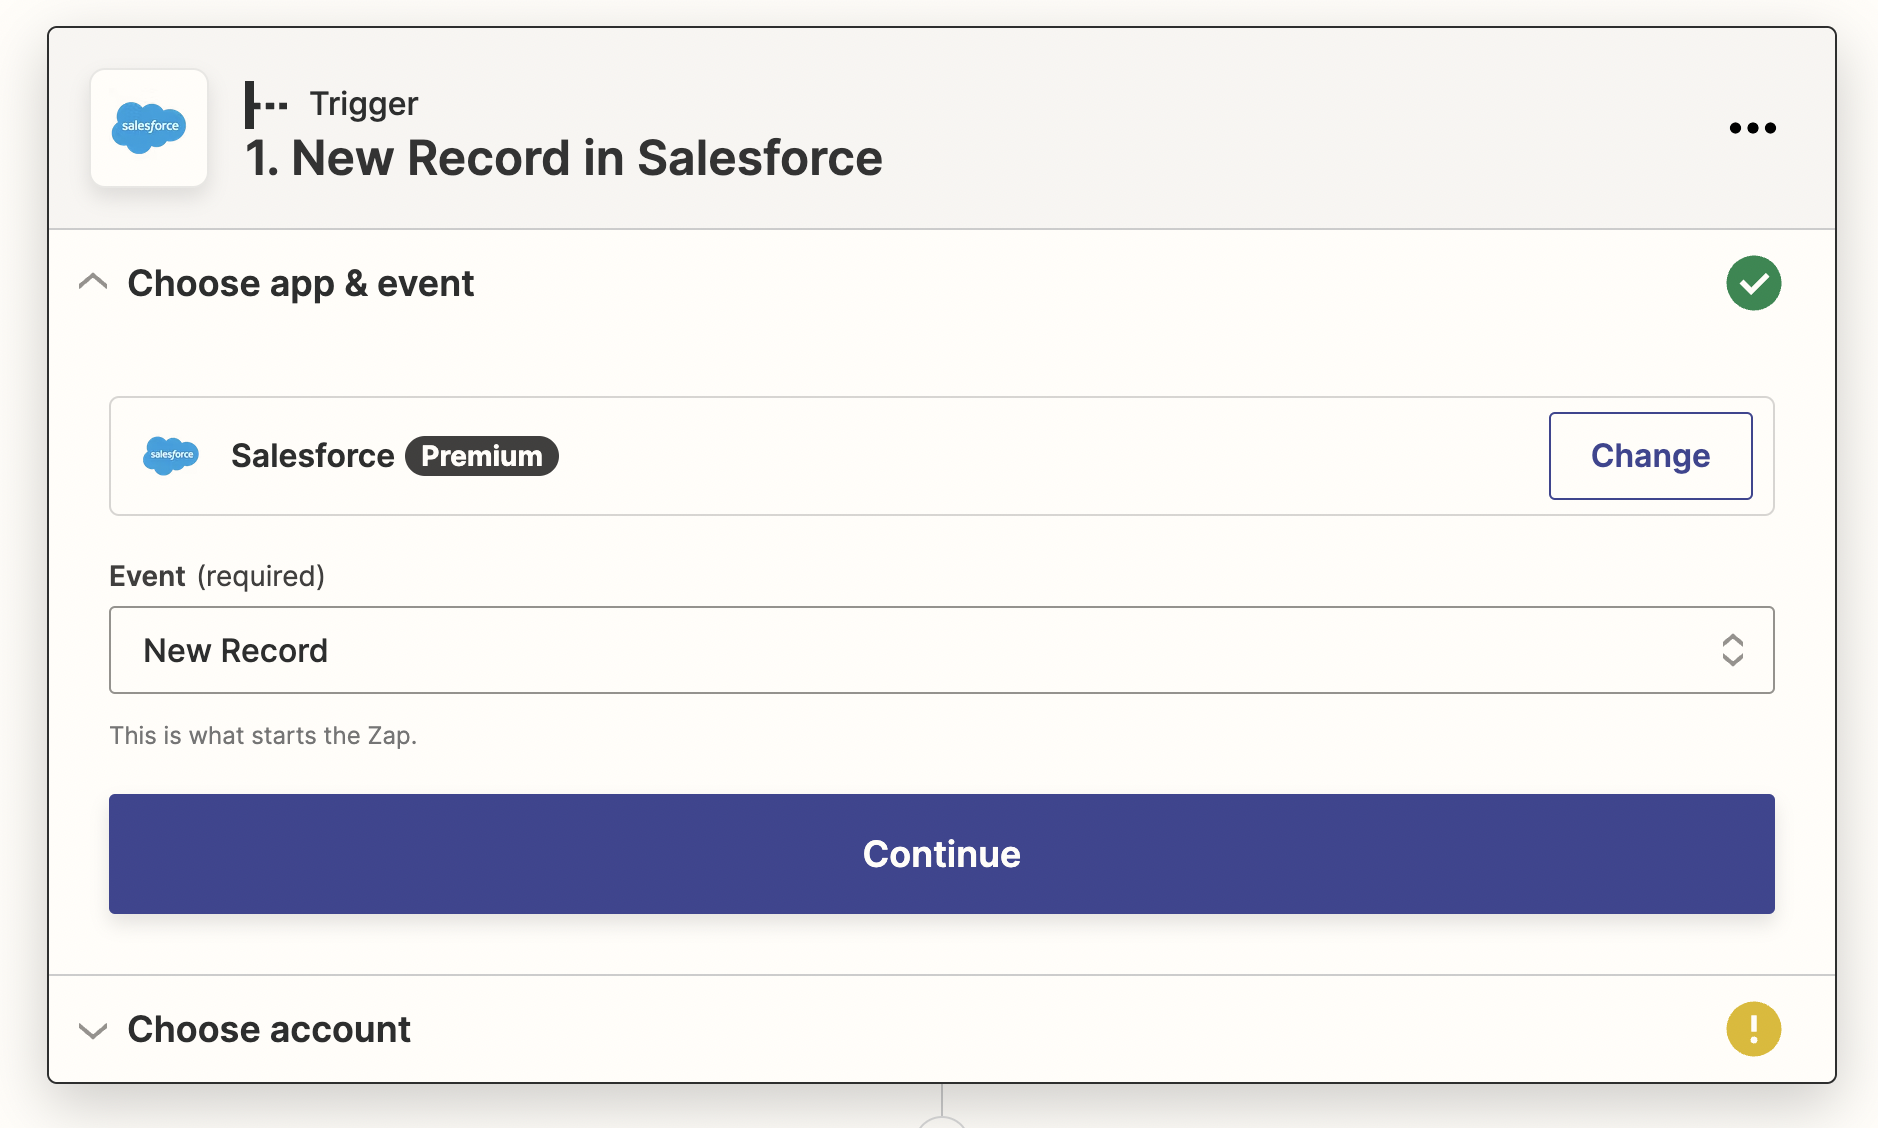 salesforce
Trigger
1. New Record in Salesforce
Choose app & event
salesforce
Salesforce Premium
Change
Event (required)
New Record
This is what starts the Zap.
Continue
Choose account